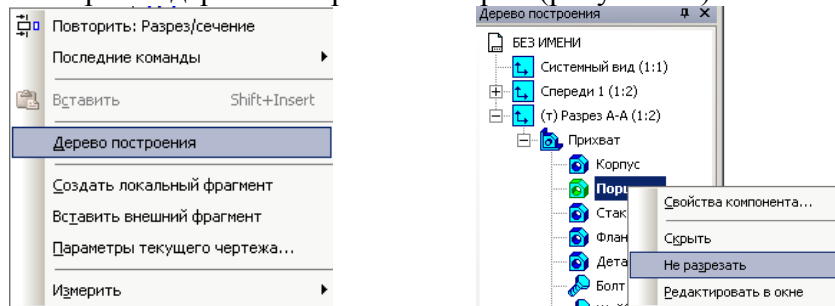 Повторить: Разрез/сечение
Последние команды
Вставить Shift+Insert
Дерево построения
Создать локальный фрагмент
Вставить внешний фрагмент
Параметры текущего чертежа...
Измерить
Дерево построения
БЕЗ ИМЕНИ
Системный вид (1:1)
Спереди 1 (1:2)
(т) Разрез А-А (1:2)
Прихват
Корпус
Свойства компонента...
Скрыть
Не разрезать
Болт Редактировать в окне